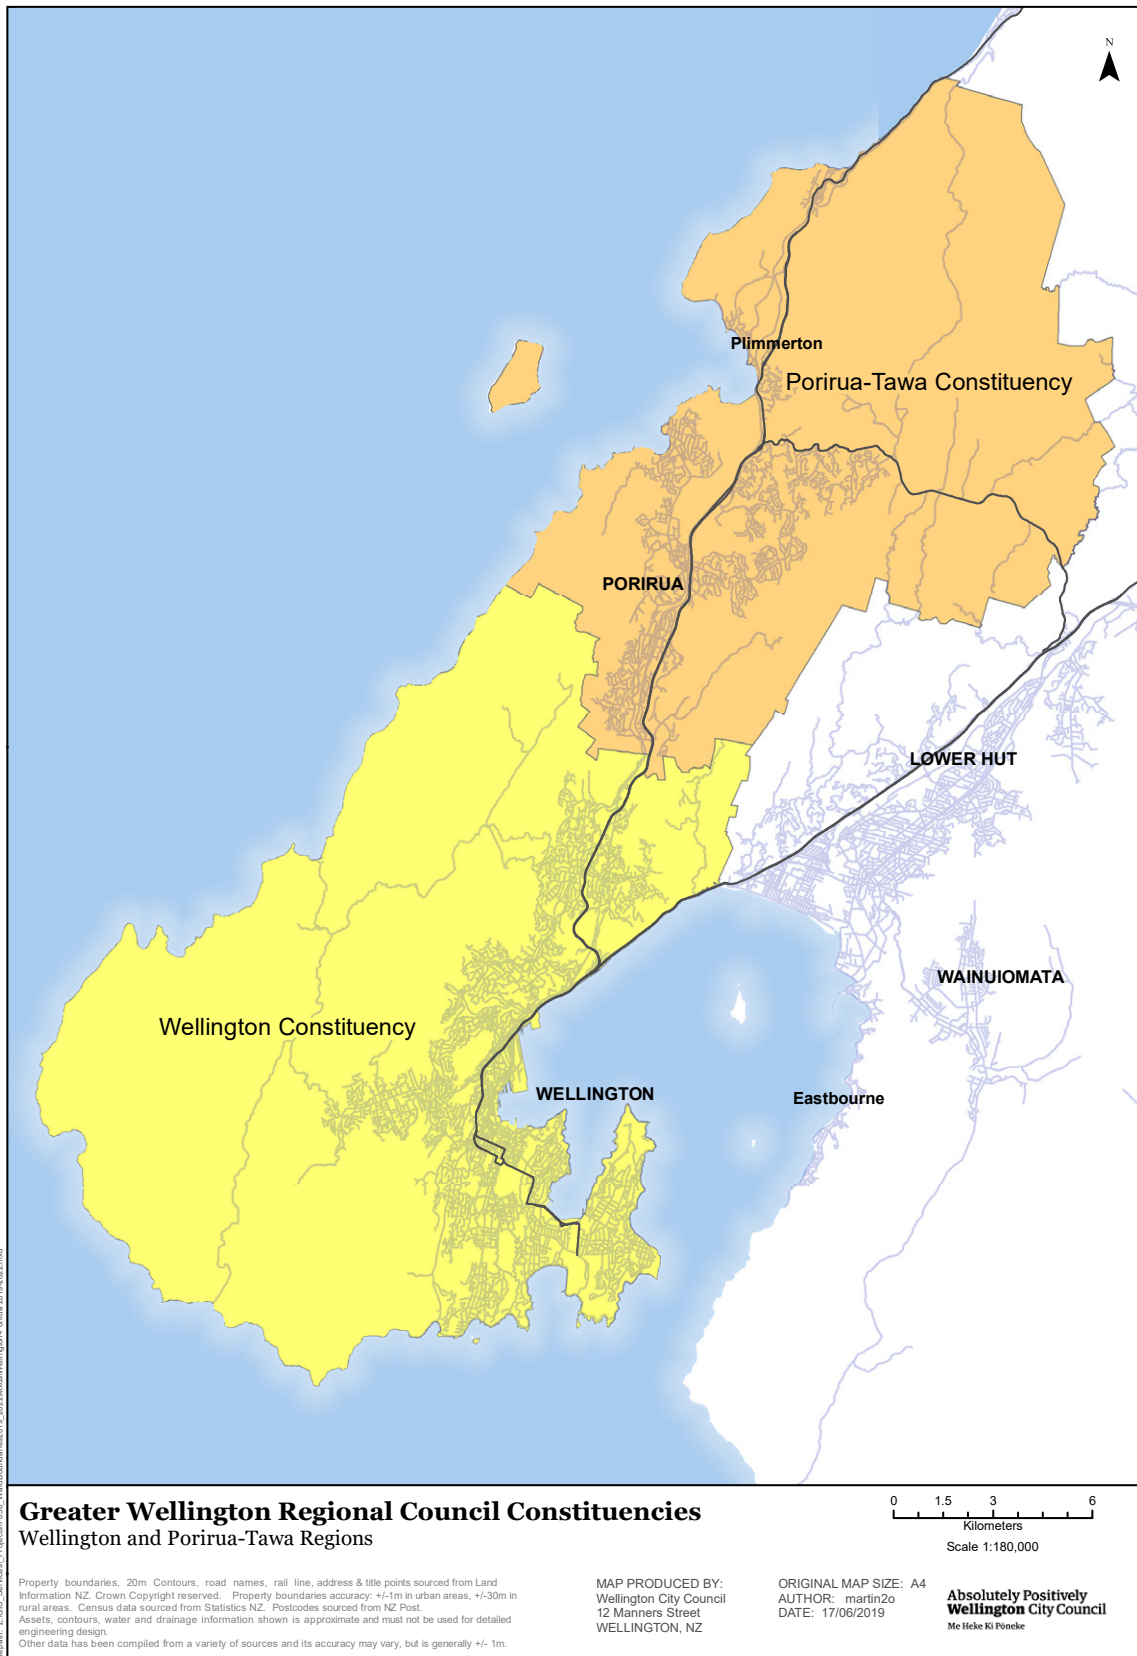 N
Plimmerton
Porirua-Tawa Constituency
PORIRUA
LOWER HUT
WAINUIOMATA
Wellington Constituency
WELLINGTON
Eastbourne
Greater Wellington Regional Council Constituencies
Wellington and Porirua-Tawa Regions
0 1.5 3 6
Kilometers
Scale 1:180,000
Property boundaries, 20m Contours, road names, rail line, address & title points sourced from Land
Information NZ. Crown Copyright reserved. Property boundaries accuracy: +/-1m in urban areas, +/-30m in
rural areas. Census data sourced from Statistics NZ. Postcodes sourced from NZ Post.
Assets, contours, water and drainage information shown is approximate and must not be used for detailed
engineering design.
Other data has been compiled from a variety of sources and its accuracy may vary, but is generally +/- 1m.
MAP PRODUCED BY:
Wellington City Council
12 Manners Street
WELLINGTON, NZ
ORIGINAL MAP SIZE: A4
AUTHOR: martin2o
DATE: 17/06/2019
Absolutely Positively
Wellington City Council
Me Heke Ki Pōneke